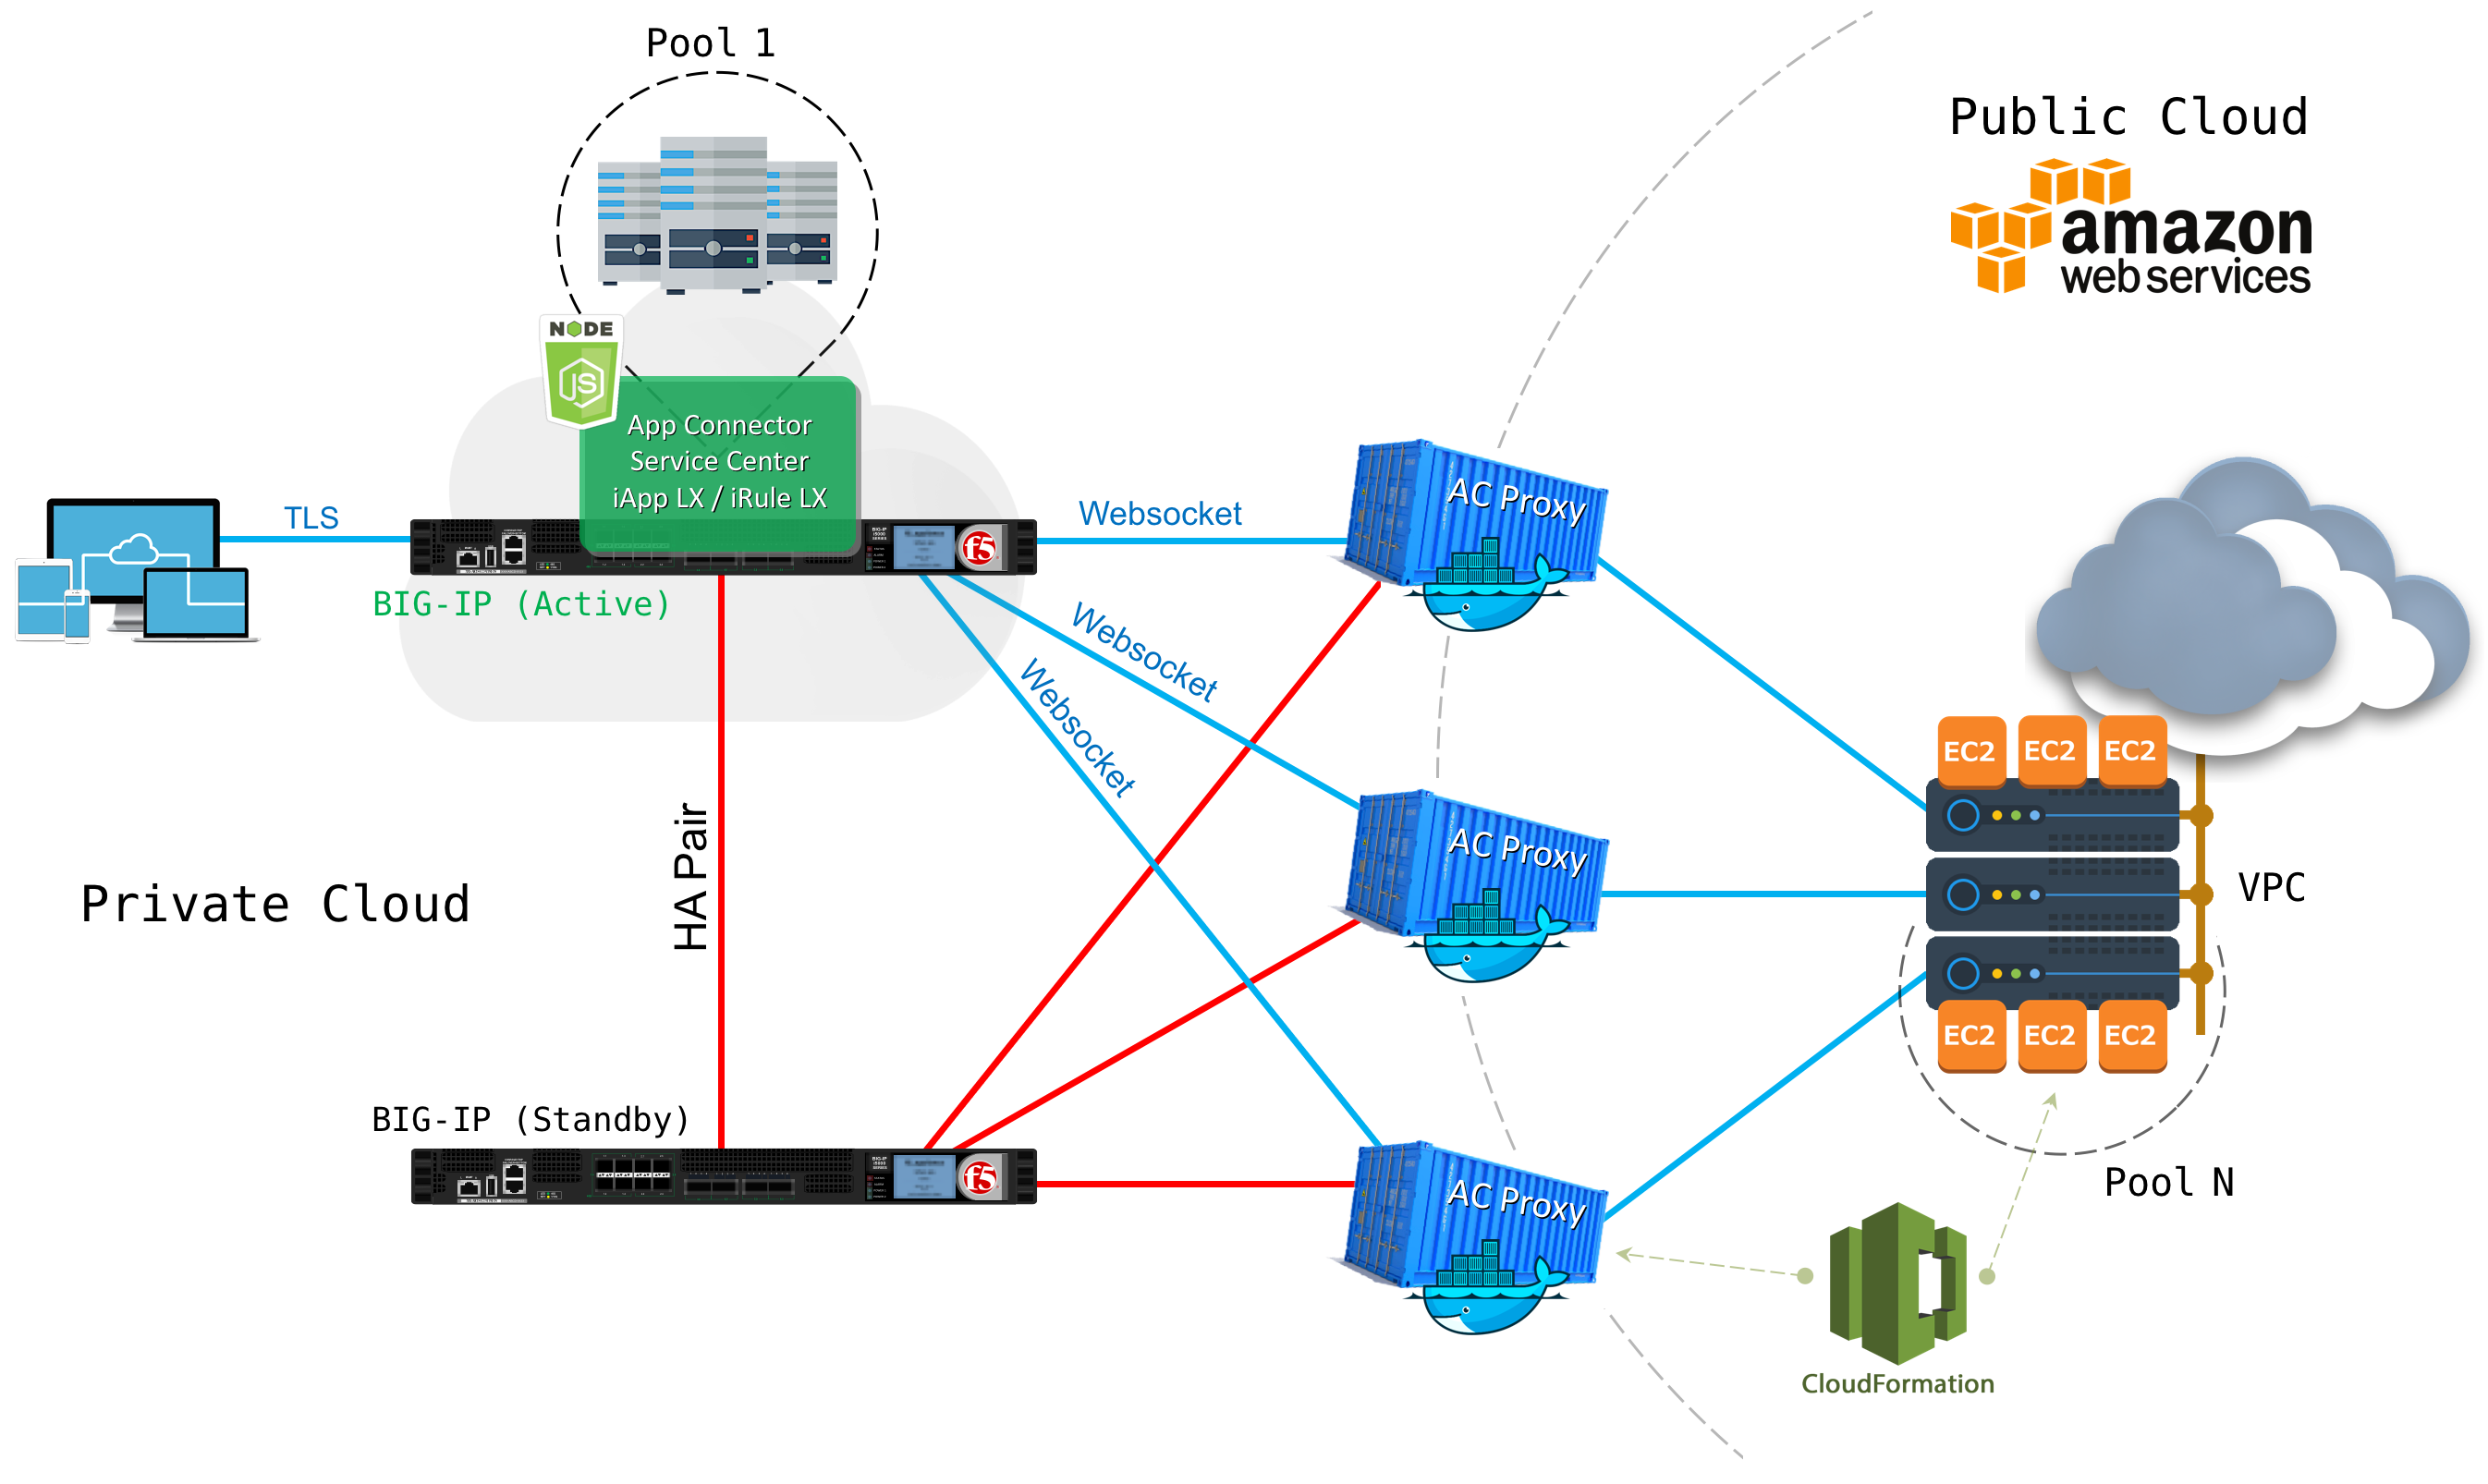 Pool 1
Public Cloud
amazon
web services
NODE
JS
App Connector
Service Center
iApp LX / iRule LX
TLS
Websocket
AC Proxy
f5
BIG-IP (Active)
Websocket
Websocket
EC2 EC2 EC2
HA Pair
AC Proxy
VPC
Private Cloud
EC2 EC2 EC2
BIG-IP (Standby)
f5
AC Proxy
Pool N
CloudFormation